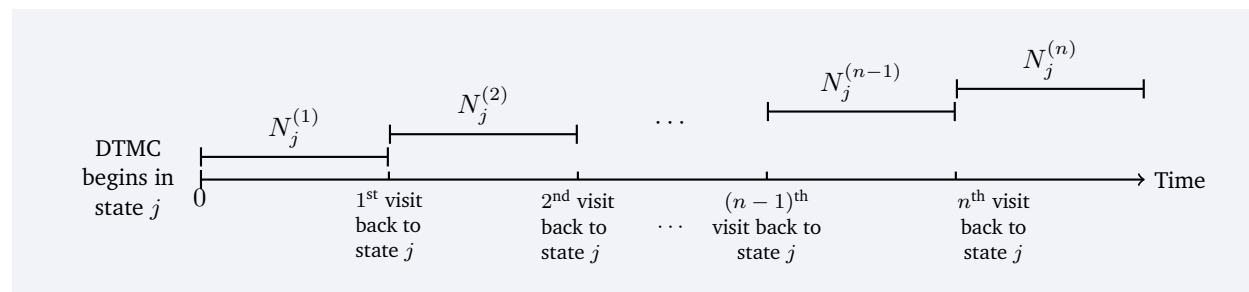 N_j^{(1)}
N_j^{(2)}
···
N_j^{(n−1)}
N_j^{(n)}
DTMC
begins in
state j
0
1st visit
back to
state j
2nd visit
back to
state j
···
(n − 1)th
visit back to
state j
nth visit
back to
state j
Time